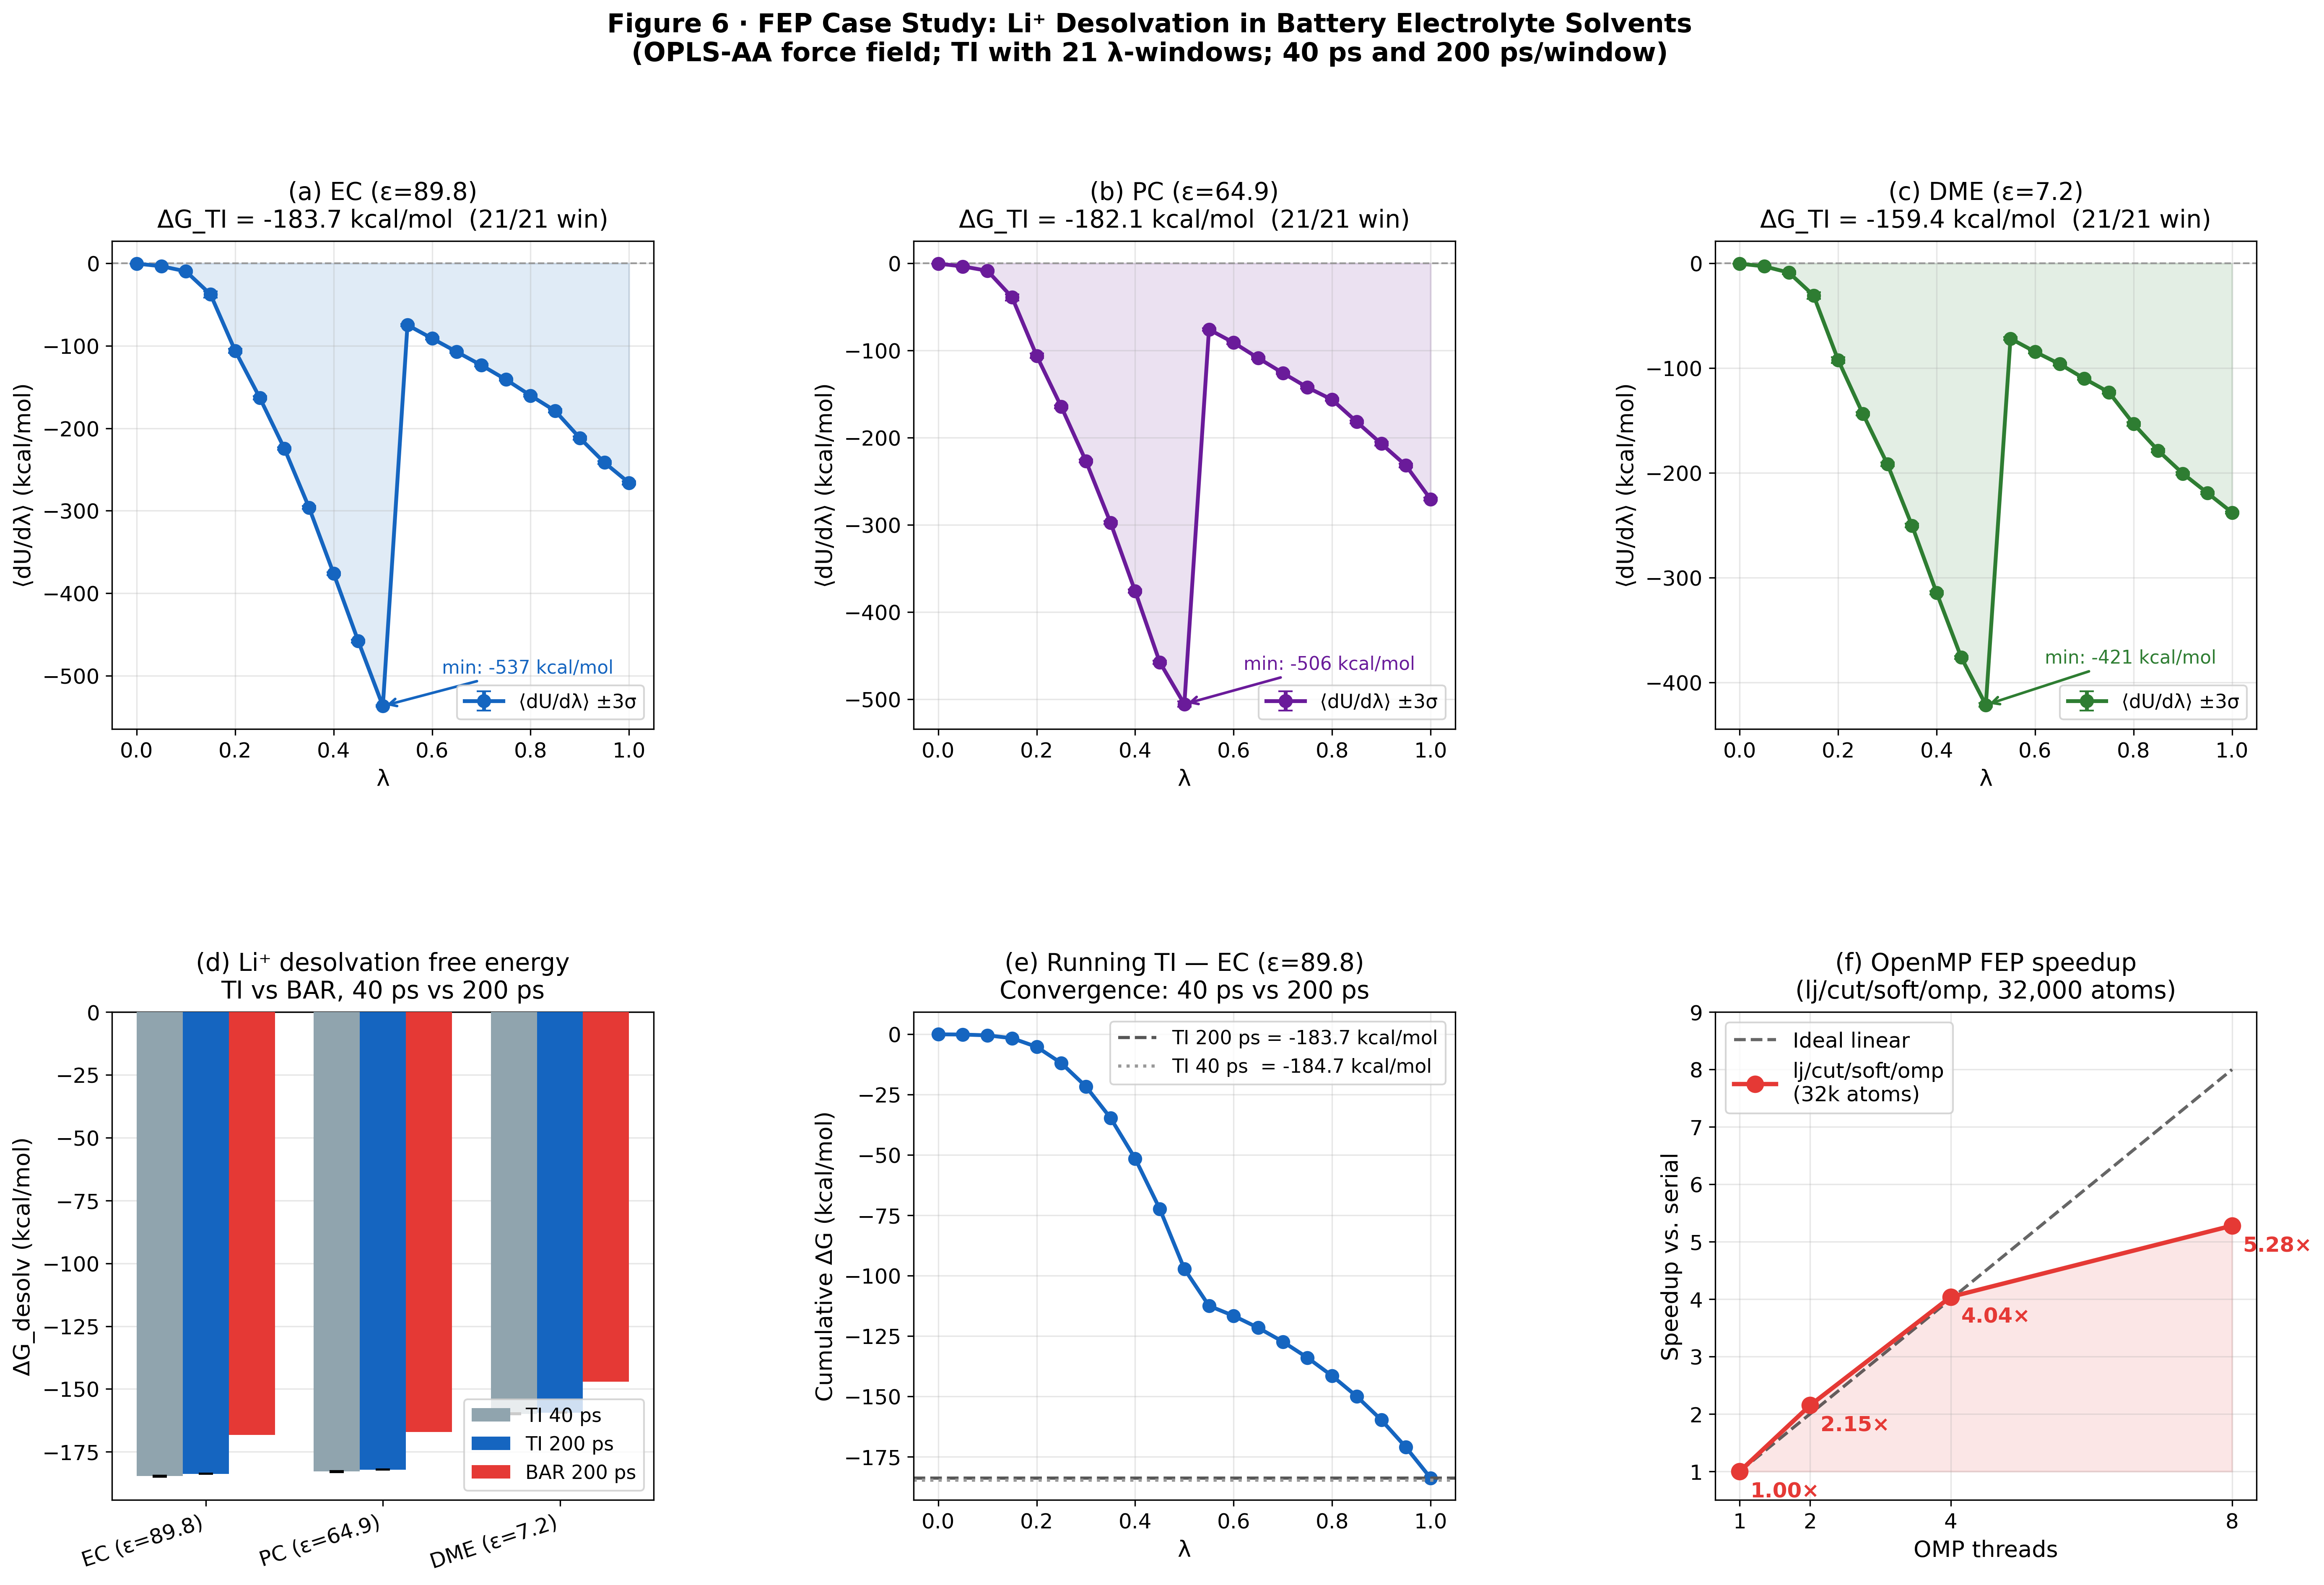 Figure 6 · FEP Case Study: Li⁺ Desolvation in Battery Electrolyte Solvents
(OPLS-AA force field; TI with 21 λ-windows; 40 ps and 200 ps/window)
(a) EC (ε=89.8)
ΔG_TI = -183.7 kcal/mol (21/21 win)
⟨dU/dλ⟩ (kcal/mol)
0
−100
−200
−300
−400
−500
min: -537 kcal/mol
⟨dU/dλ⟩ ±3σ
0.0 0.2 0.4 0.6 0.8 1.0
λ
(b) PC (ε=64.9)
ΔG_TI = -182.1 kcal/mol (21/21 win)
⟨dU/dλ⟩ (kcal/mol)
0
−100
−200
−300
−400
−500
min: -506 kcal/mol
⟨dU/dλ⟩ ±3σ
0.0 0.2 0.4 0.6 0.8 1.0
λ
(c) DME (ε=7.2)
ΔG_TI = -159.4 kcal/mol (21/21 win)
⟨dU/dλ⟩ (kcal/mol)
0
−100
−200
−300
−400
min: -421 kcal/mol
⟨dU/dλ⟩ ±3σ
0.0 0.2 0.4 0.6 0.8 1.0
λ
(d) Li⁺ desolvation free energy
TI vs BAR, 40 ps vs 200 ps
ΔG_desolv (kcal/mol)
0
−25
−50
−75
−100
−125
−150
−175
TI 40 ps
TI 200 ps
BAR 200 ps
EC (ε=89.8)
PC (ε=64.9)
DME (ε=7.2)
(e) Running TI — EC (ε=89.8)
Convergence: 40 ps vs 200 ps
Cumulative ΔG (kcal/mol)
0
−25
−50
−75
−100
−125
−150
−175
TI 200 ps = -183.7 kcal/mol
TI 40 ps = -184.7 kcal/mol
0.0 0.2 0.4 0.6 0.8 1.0
λ
(f) OpenMP FEP speedup
(lj/cut/soft/omp, 32,000 atoms)
Speedup vs. serial
9
8
7
6
5
4
3
2
1
Ideal linear
lj/cut/soft/omp
(32k atoms)
5.28×
4.04×
2.15×
1.00×
1 2 4 8
OMP threads